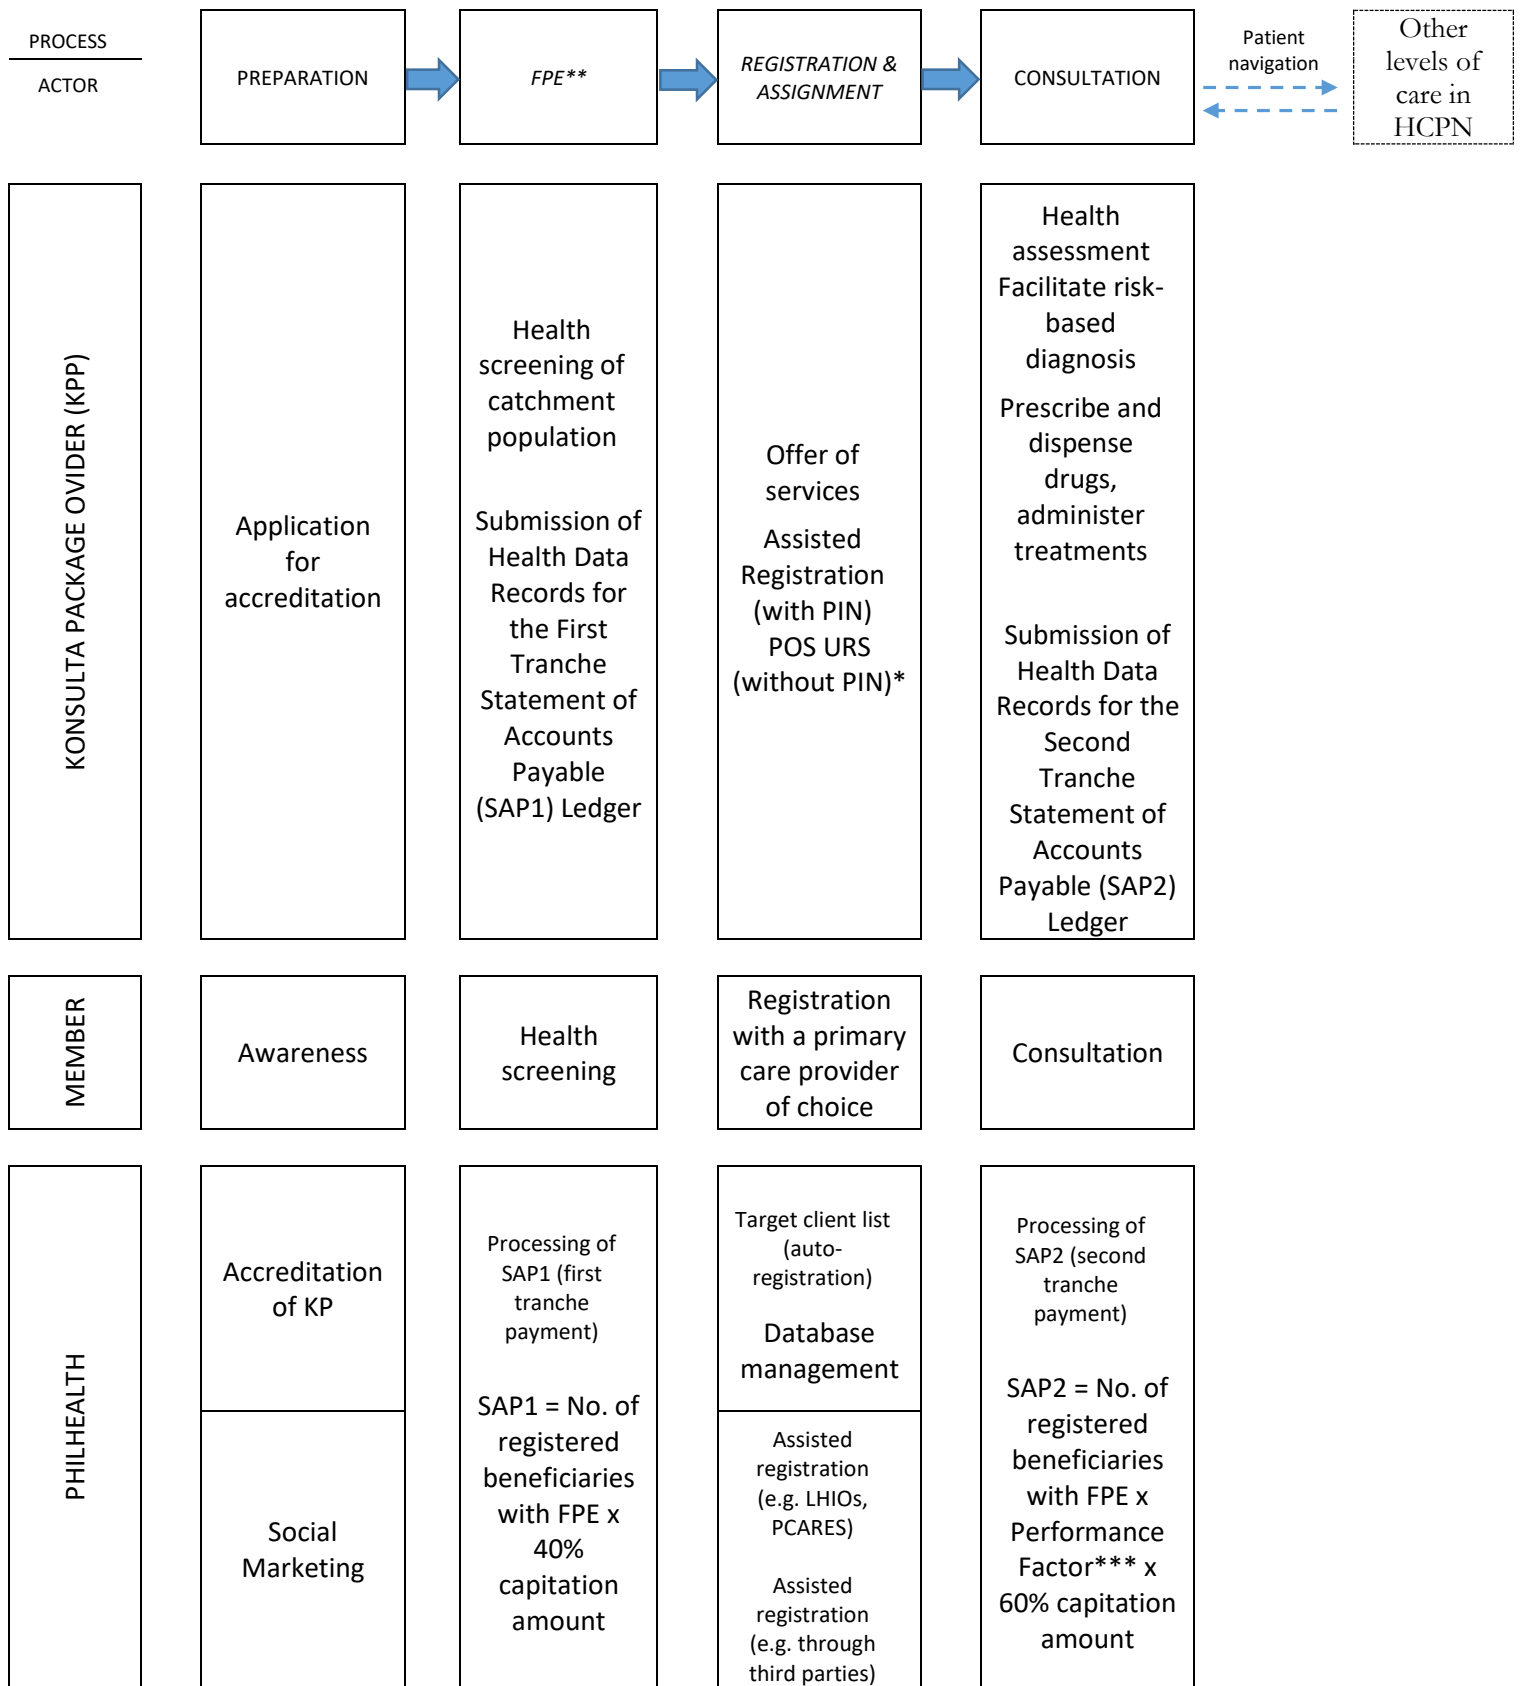 PROCESS
ACTOR
PREPARATION
FPE**
REGISTRATION &
ASSIGNMENT
CONSULTATION
Patient
navigation
Other
levels of
care in
HCPN
KONSULTA PACKAGE OVIDER (KPP)
Application
for
accreditation
Health
screening of
catchment
population
Submission of
Health Data
Records for
the First
Tranche
Statement of
Accounts
Payable
(SAP1) Ledger
Offer of
services
Assisted
Registration
(with PIN)
POS URS
(without PIN)*
Health
assessment
Facilitate risk-
based
diagnosis
Prescribe and
dispense
drugs,
administer
treatments
Submission of
Health Data
Records for the
Second
Tranche
Statement of
Accounts
Payable (SAP2)
Ledger
MEMBER
Awareness
Health
screening
Registration
with a primary
care provider
of choice
Consultation
PHILHEALTH
Accreditation
of KP
Social
Marketing
Processing of
SAP1 (first
tranche
payment)
SAP1 = No. of
registered
beneficiaries
with FPE x
40%
capitation
amount
Target client list
(auto-
registration)
Database
management
Assisted
registration
(e.g. LHIOs,
PCARES)
Assisted
registration
(e.g. through
third parties)
Processing of
SAP2 (second
tranche
payment)
SAP2 = No. of
registered
beneficiaries
with FPE x
Performance
Factor*** x
60% capitation
amount